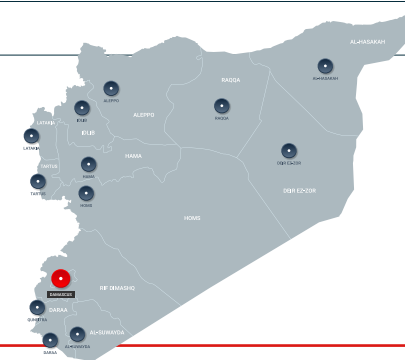 AL-HASAKAH
AL-HASAKAH
RAQQA
ALEPPO
RAQQA
ALEPPO
IDLIB
LATAKIA
IDLIB
LATAKIA
HAMA
DEIR EZ-ZOR
TARTUS
HAMA
TARTUS
DEIR EZ-ZOR
HOMS
HOMS
RIF DIMASHQ
DAMASCUS
DARAA
QUNEITRA
AL-SUWAYDA
AL-SUWAYDA
DARAA